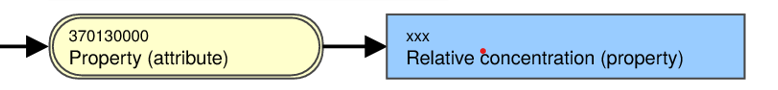 370130000
Property (attribute)
xxx
Relative concentration (property)